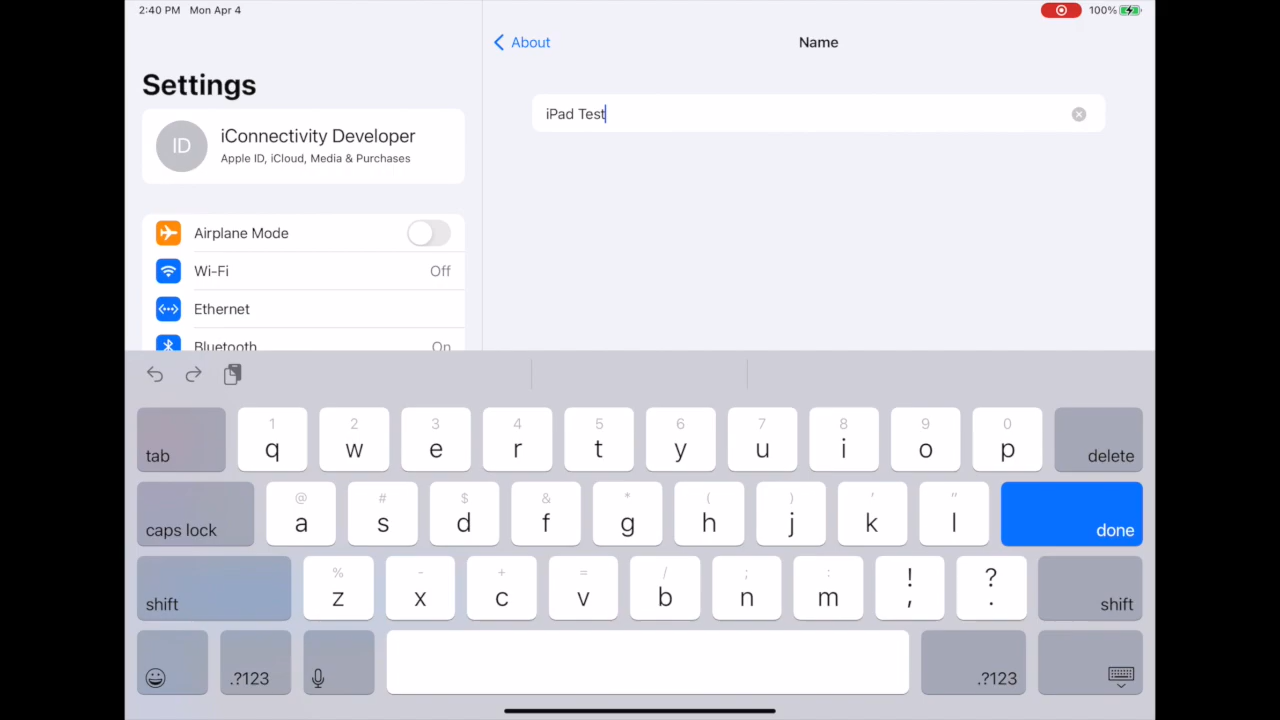 2:40 PM Mon Apr 4
100%
About
Name
Settings
iPad Test
ID
iConnectivity Developer
Apple ID, iCloud, Media & Purchases
Airplane Mode
Wi-Fi Off
Ethernet
Bluetooth On
1 2 3 4 5 6 7 8 9 0
tab q w e r t y u i o p delete
@ # $ & * ( ) ' "
caps lock a s d f g h j k l done
% - + = / ; : ! ?
shift z x c v b n m , . shift
.?123 .?123